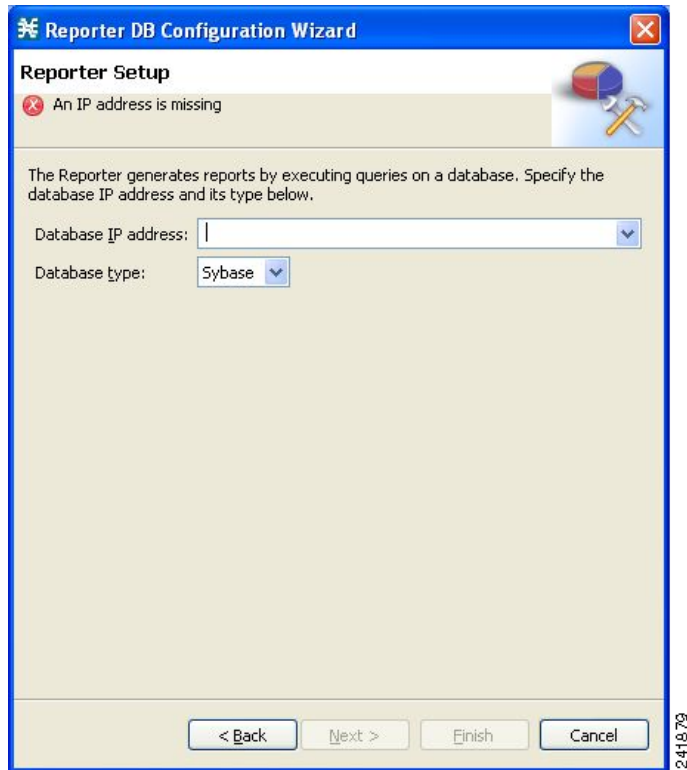 Reporter DB Configuration Wizard
Reporter Setup
An IP address is missing
The Reporter generates reports by executing queries on a database. Specify the
database IP address and its type below.
Database IP address:
Database type: Sybase
< Back Next > Finish Cancel
241879